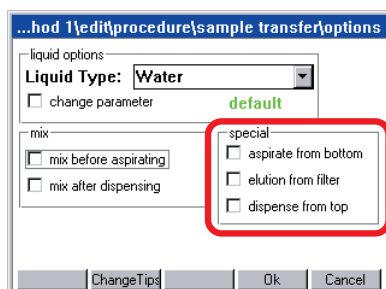 ...hod 1\edit\procedure\sample transfer\options
liquid options
Liquid Type: Water
change parameter default
mix
mix before aspirating
mix after dispensing
special
aspirate from bottom
elution from filter
dispense from top
ChangeTips Ok Cancel